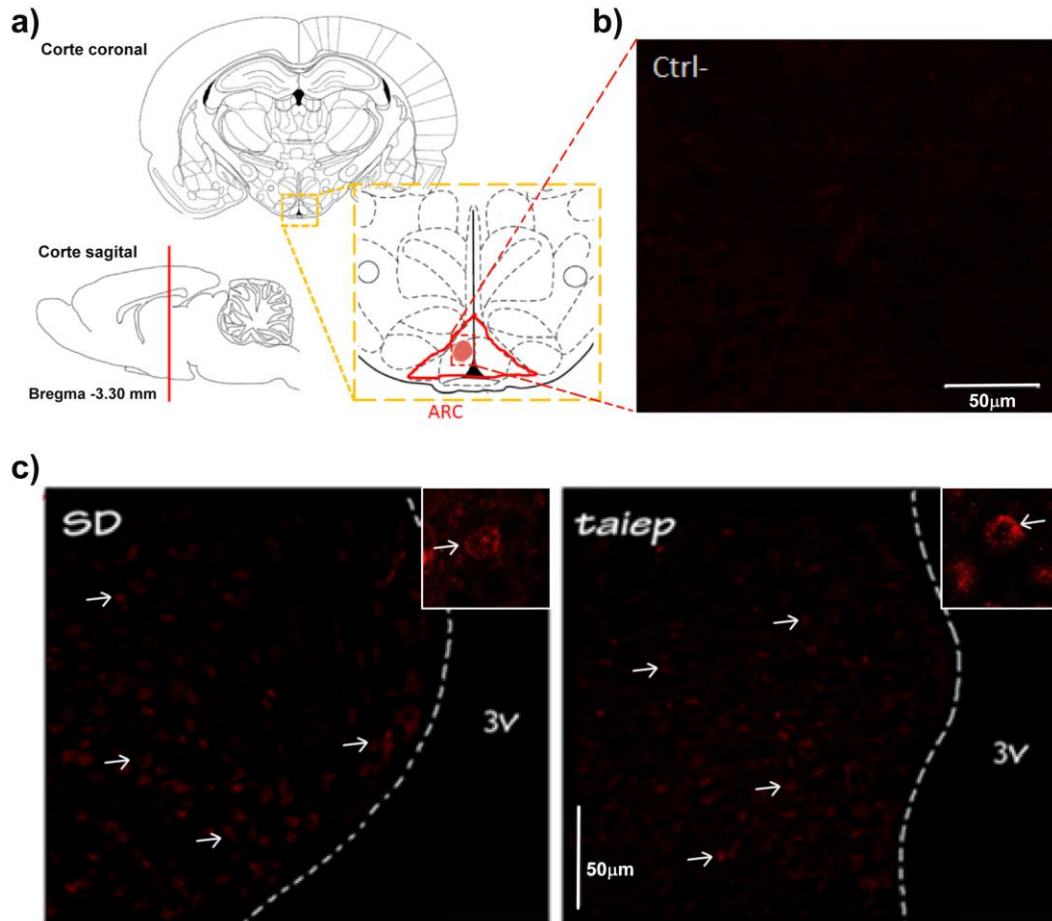 a)
Corte coronal
Corte sagital
Bregma -3.30 mm
ARC
b)
Ctrl-
50μm
c)
SD
3V
taiep
3V
50μm